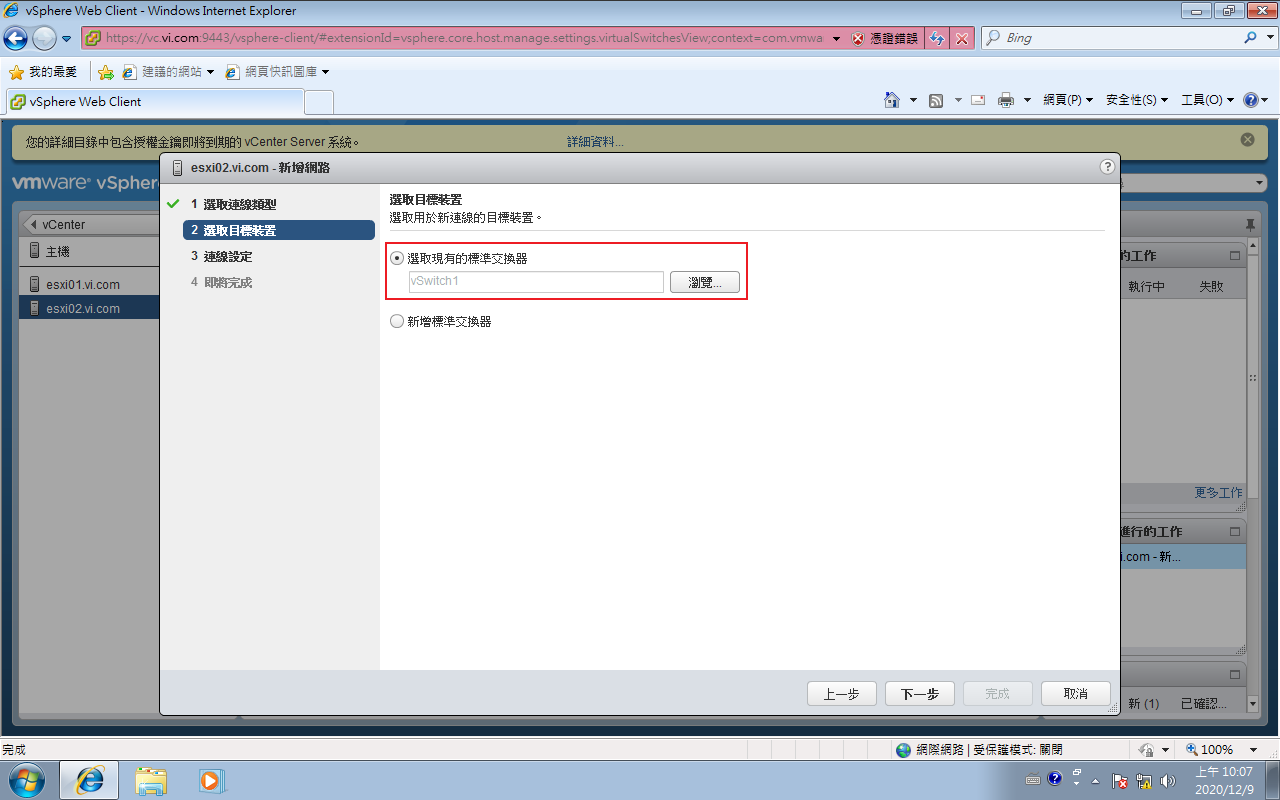 vSphere Web Client - Windows Internet Explorer
https://vc.vi.com:9443/vsphere-client/#extensionId=vsphere.core.host.manage.settings.virtualSwitchesView;context=com.vmwa
憑證錯誤
Bing
我的最愛
建議的網站
網頁快訊圖庫
vSphere Web Client
網頁(P)
安全性(S)
工具(O)
您的詳細目錄中包含授權金鑰即將到期的 vCenter Server 系統。
詳細資料...
vmware® vSpher
esxi02.vi.com - 新增網路
vCenter
主機
esxi01.vi.com
esxi02.vi.com
1 選取連線類型
2 選取目標裝置
3 連線設定
4 即將完成
選取目標裝置
選取用於新連線的目標裝置。
選取現有的標準交換器
vSwitch1
瀏覽...
新增標準交換器
上一步
下一步
完成
取消
的工作
執行中
失敗
更多工作
進行的工作
i.com - 新...
新 (1)
已確認...
完成
網際網路 | 受保護模式: 關閉
100%
上午 10:07
2020/12/9